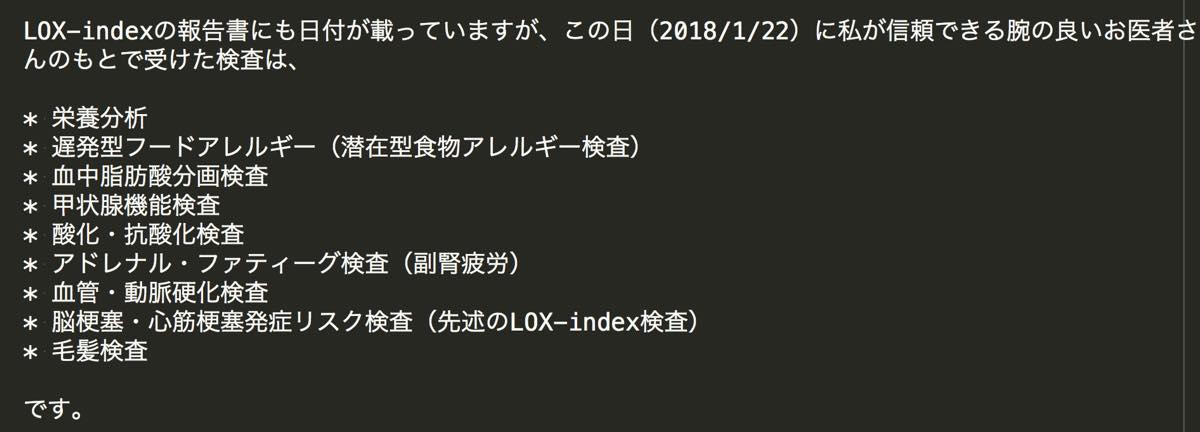 LOX-indexの報告書にも日付が載っていますが、この日（2018/1/22）に私が信頼できる腕の良いお医者さ
んのもとで受けた検査は、
* 栄養分析
* 遅発型フードアレルギー（潜在型食物アレルギー検査）
* 血中脂肪酸分画検査
* 甲状腺機能検査
* 酸化・抗酸化検査
* アドレナル・ファティーグ検査（副腎疲労）
* 血管・動脈硬化検査
* 脳梗塞・心筋梗塞発症リスク検査（先述のLOX-index検査）
* 毛髪検査
です。